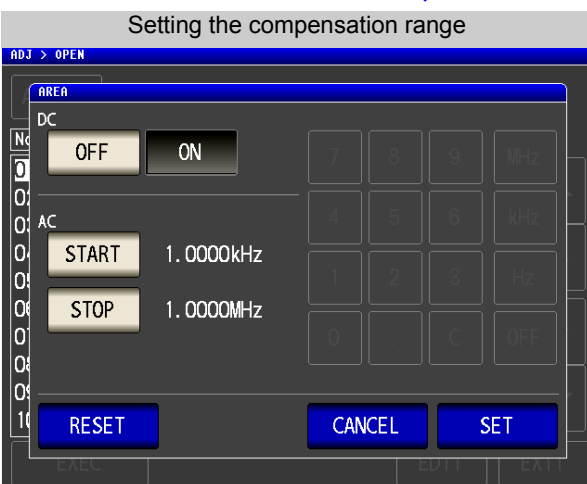 Setting the compensation range
ADJ > OPEN
AREA
DC
OFF ON
7 8 9 MHz
AC
4 5 6 kHz
START 1.0000kHz
1 2 3 Hz
STOP 1.0000MHz
0 . C OFF
RESET CANCEL SET
EXEC EDIT EXIT